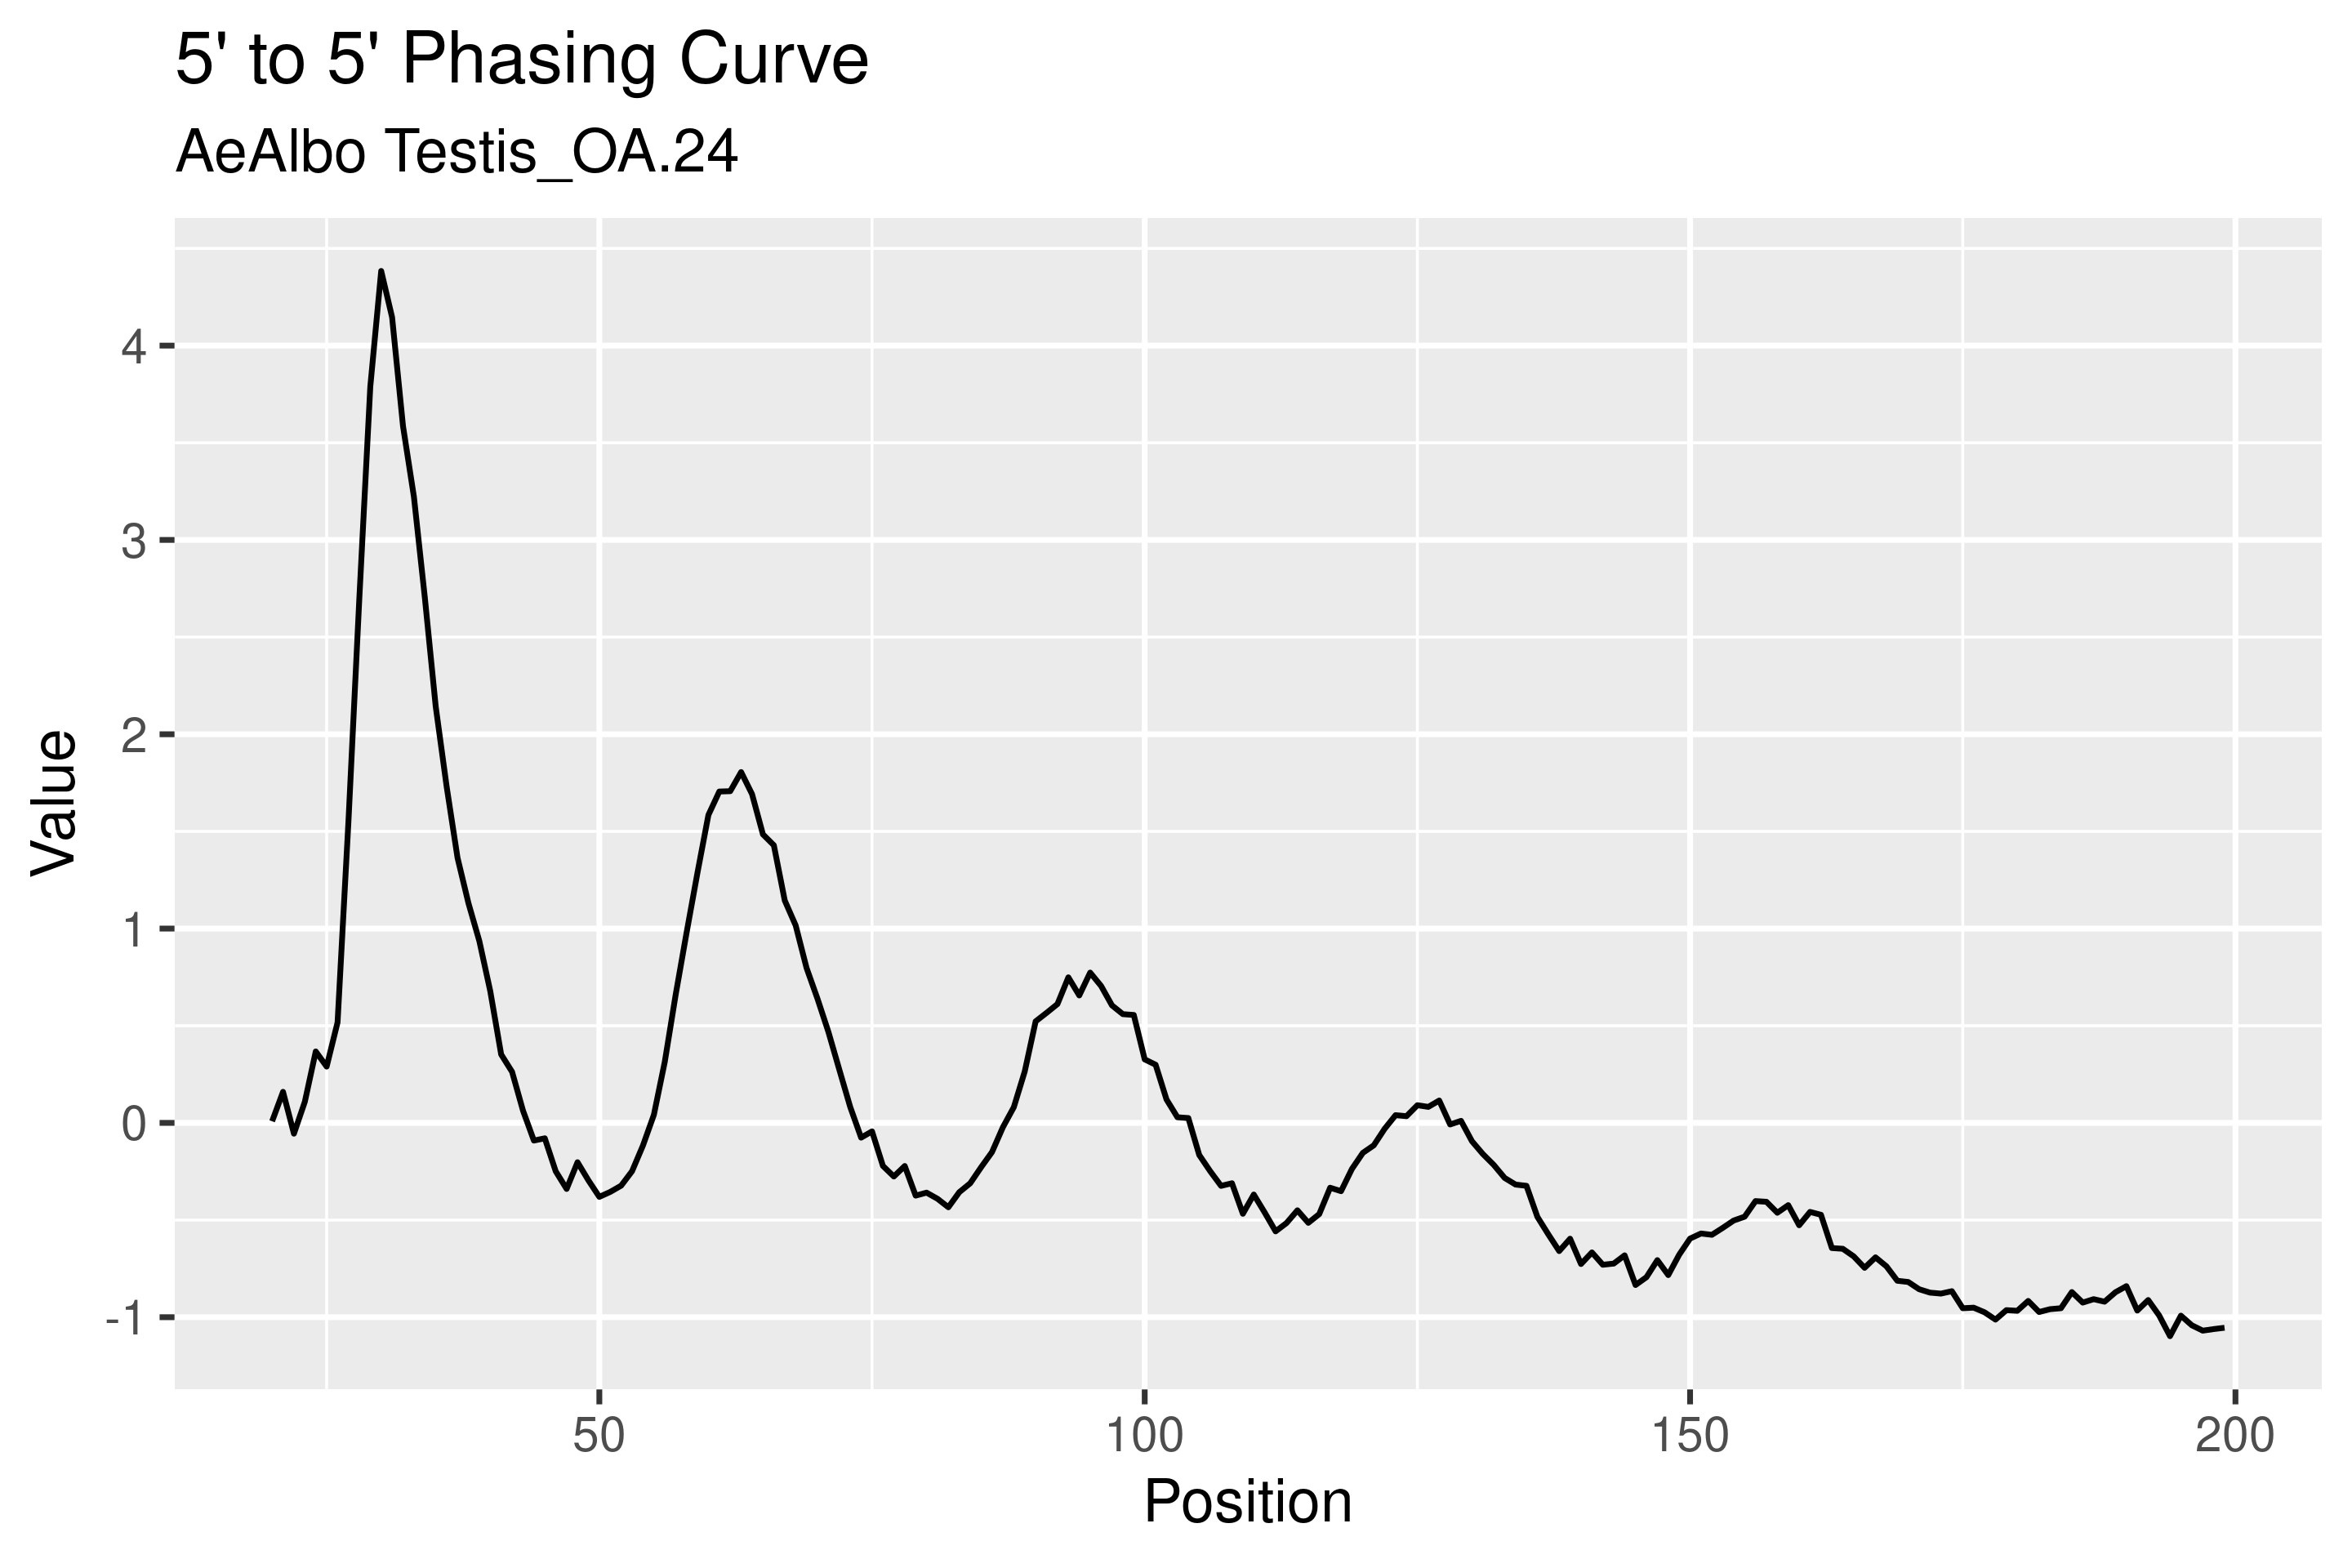 5' to 5' Phasing Curve
AeAlbo Testis_OA.24
4
3
2
1
0
-1
Value
50 100 150 200
Position